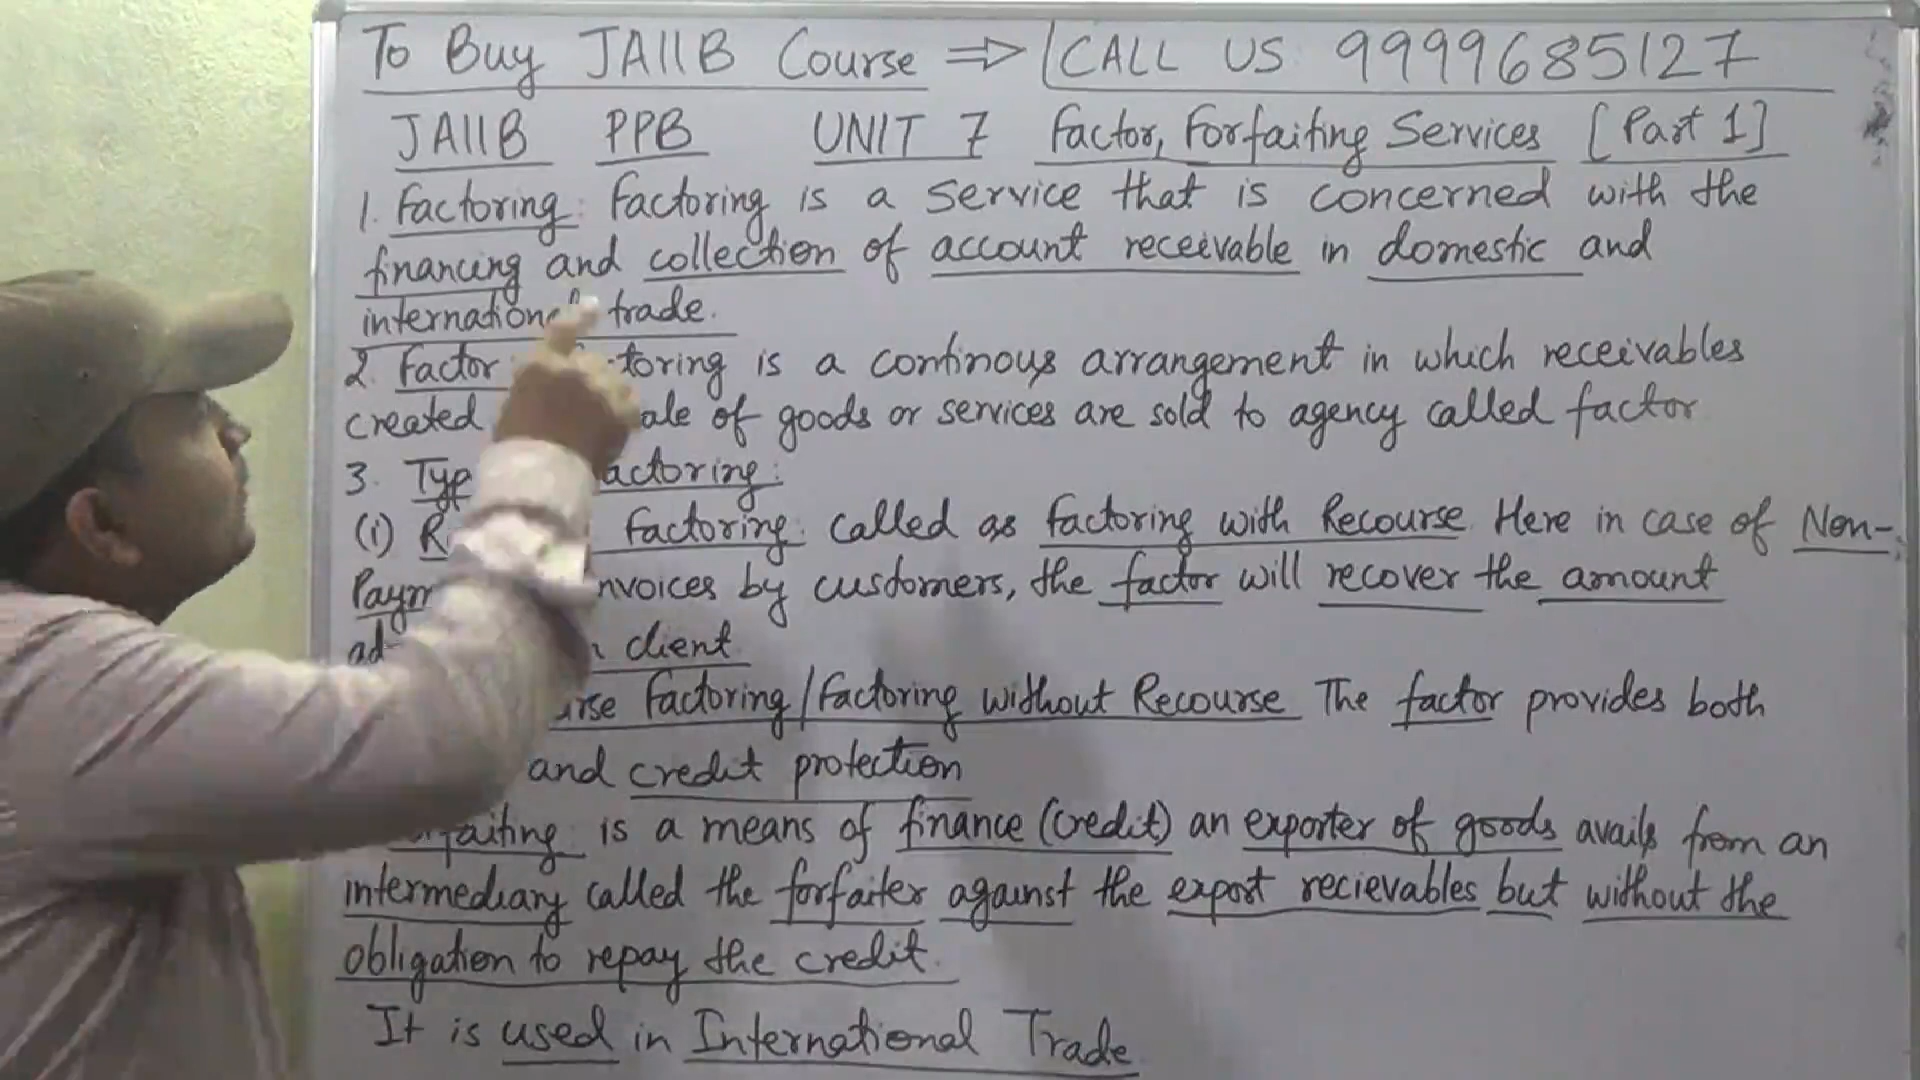 To Buy JAIIB Course ⇒ CALL US 9999685127
JAIIB PPB UNIT 7 Factor, Forfaiting Services [Part 1]
1. Factoring: Factoring is a service that is concerned with the
financing and collection of account receivable in domestic and
international trade.
2. Factor toring is a continous arrangement in which receivables
created ale of goods or services are sold to agency called factor
3. Typ actoring:
(i) R Factoring: called as factoring with Recourse. Here in case of Non-
Paym nvoices by customers, the factor will recover the amount
ad client
urse Factoring/Factoring without Recourse The factor provides both
and credit protection
faiting: is a means of finance (credit) an exporter of goods avails from an
intermediary called the forfaiter against the export recievables but without the
obligation to repay the credit.
It is used in International Trade